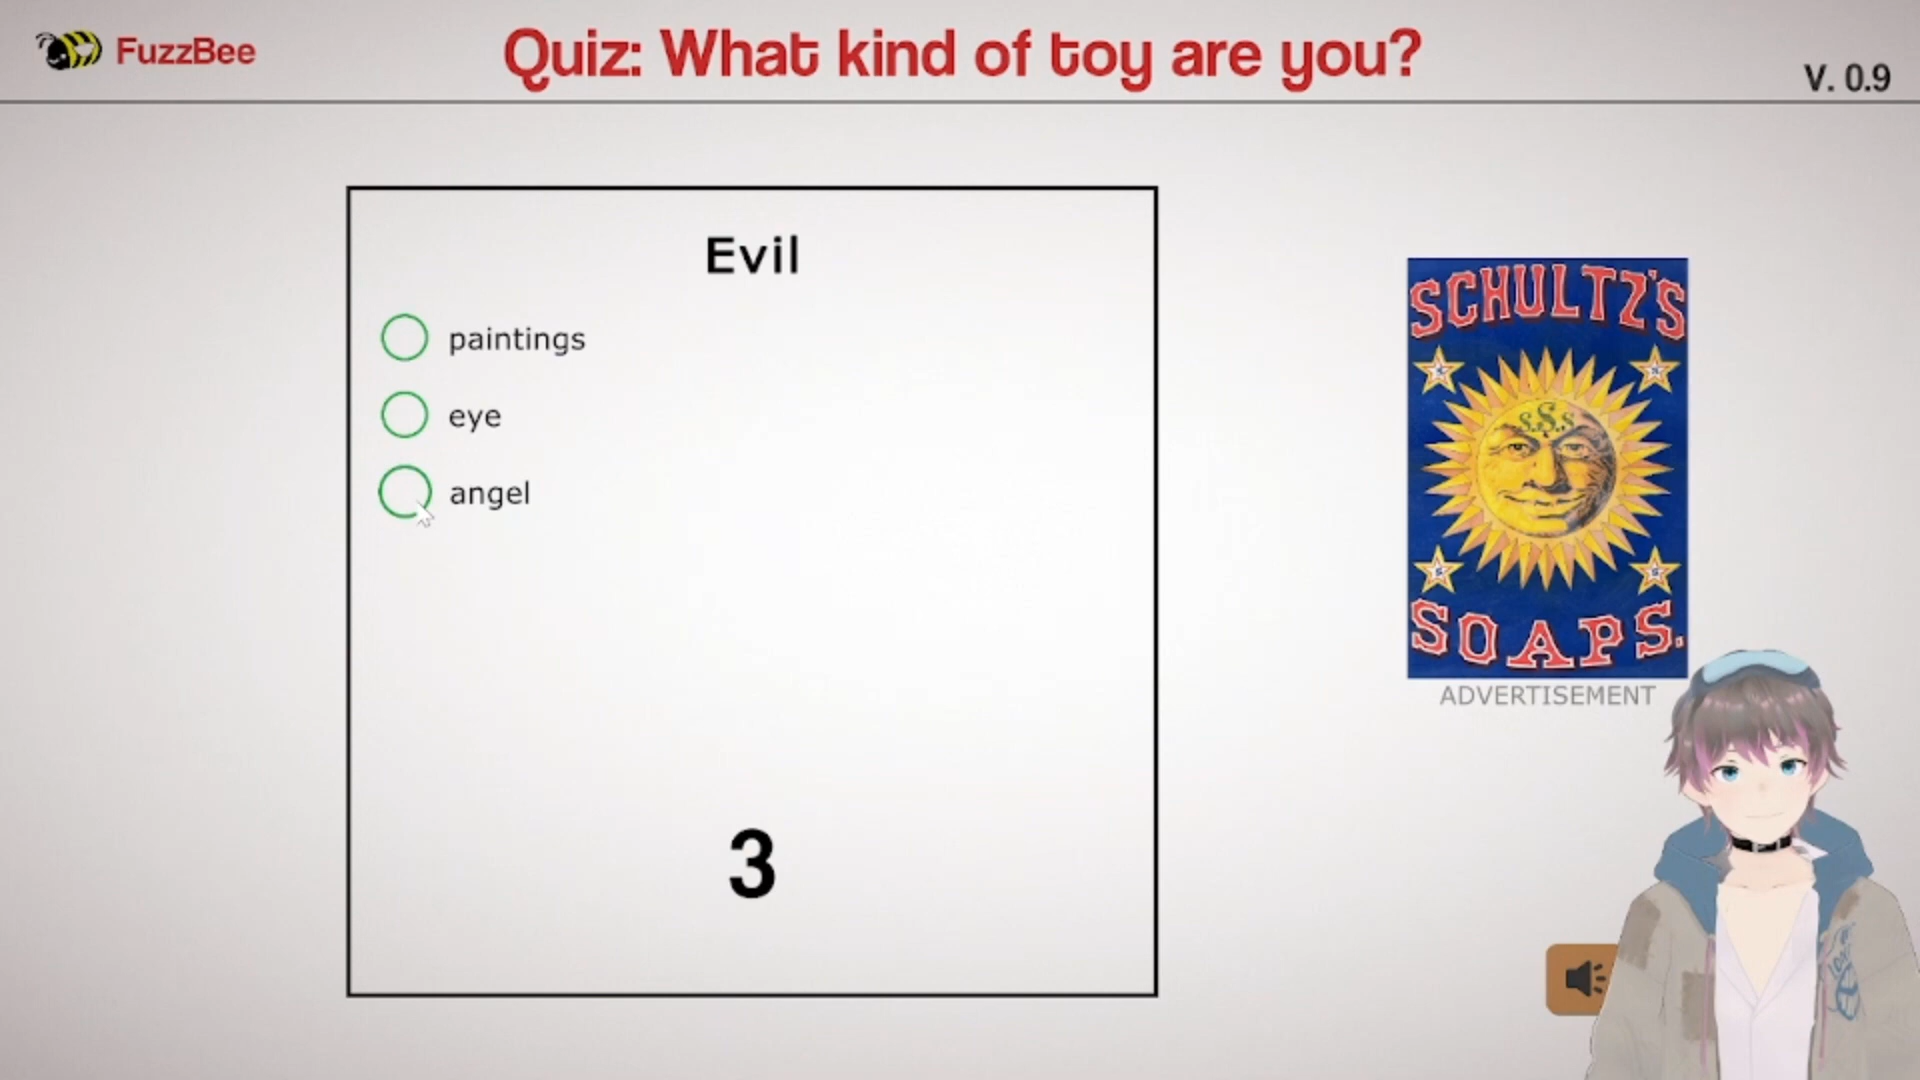 FuzzBee
Quiz: What kind of toy are you?
V. 0.9
Evil
paintings
eye
angel
3
SCHULTZ'S
S.S.S
SOAPS.
ADVERTISEMENT